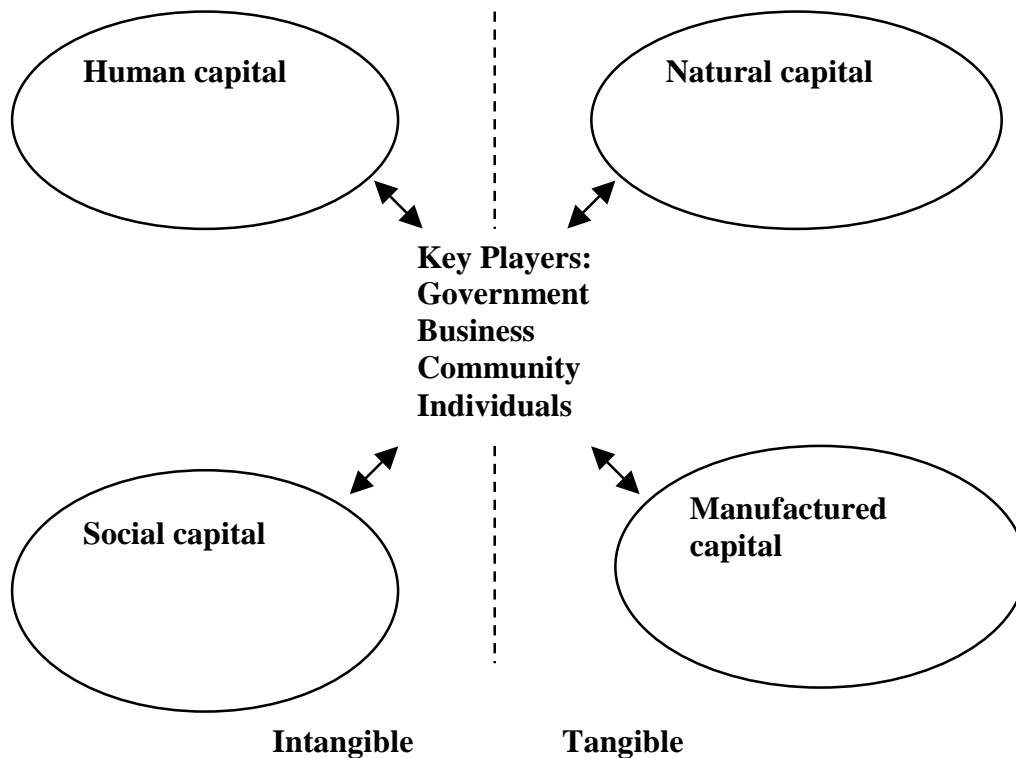 Human capital
Natural capital
Key Players:
Government
Business
Community
Individuals
Social capital
Manufactured
capital
Intangible
Tangible